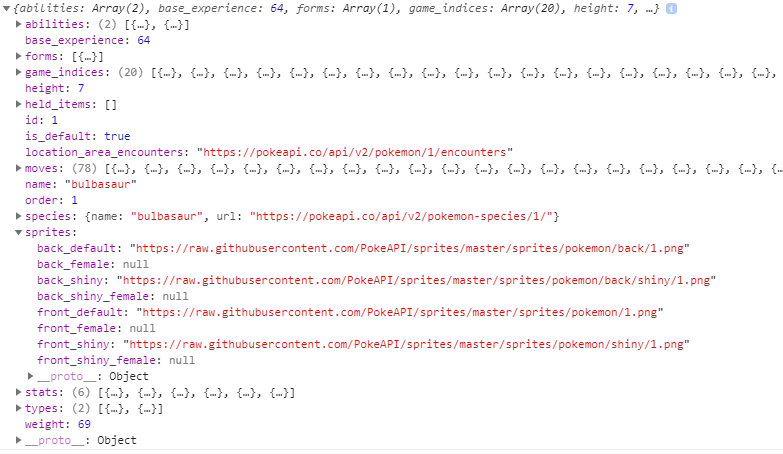 {abilities: Array(2), base_experience: 64, forms: Array(1), game_indices: Array(20), height: 7, …} i
abilities: (2) [{…}, {…}]
base_experience: 64
forms: [{…}]
game_indices: (20) [{…}, {…}, {…}, {…}, {…}, {…}, {…}, {…}, {…}, {…}, {…}, {…}, {…}, {…}, {…}, {…}, {…}, {…}, {…},
height: 7
held_items: []
id: 1
is_default: true
location_area_encounters: "https://pokeapi.co/api/v2/pokemon/1/encounters"
moves: (78) [{…}, {…}, {…}, {…}, {…}, {…}, {…}, {…}, {…}, {…}, {…}, {…}, {…}, {…}, {…}, {…}, {…}, {…}, {…}, {…}, {…
name: "bulbasaur"
order: 1
species: {name: "bulbasaur", url: "https://pokeapi.co/api/v2/pokemon-species/1/"}
sprites:
back_default: "https://raw.githubusercontent.com/PokeAPI/sprites/master/sprites/pokemon/back/1.png"
back_female: null
back_shiny: "https://raw.githubusercontent.com/PokeAPI/sprites/master/sprites/pokemon/back/shiny/1.png"
back_shiny_female: null
front_default: "https://raw.githubusercontent.com/PokeAPI/sprites/master/sprites/pokemon/1.png"
front_female: null
front_shiny: "https://raw.githubusercontent.com/PokeAPI/sprites/master/sprites/pokemon/shiny/1.png"
front_shiny_female: null
__proto__: Object
stats: (6) [{…}, {…}, {…}, {…}, {…}, {…}]
types: (2) [{…}, {…}]
weight: 69
__proto__: Object